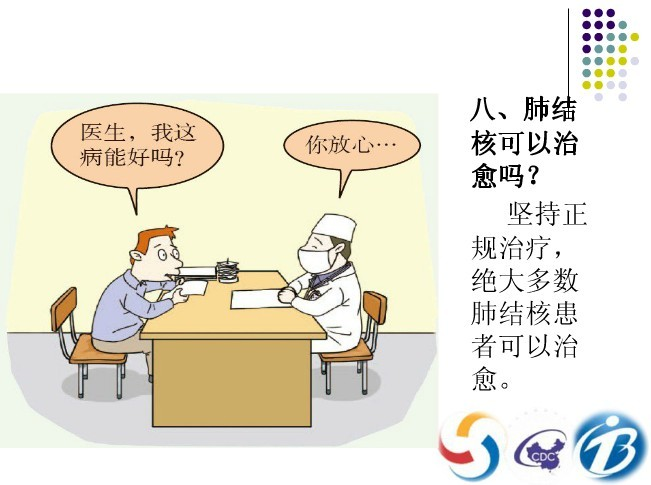 医生，我这
病能好吗?
你放心…
八、肺结
核可以治
愈吗？
坚持正
规治疗，
绝大多数
肺结核患
者可以治
愈。
CDC
TB